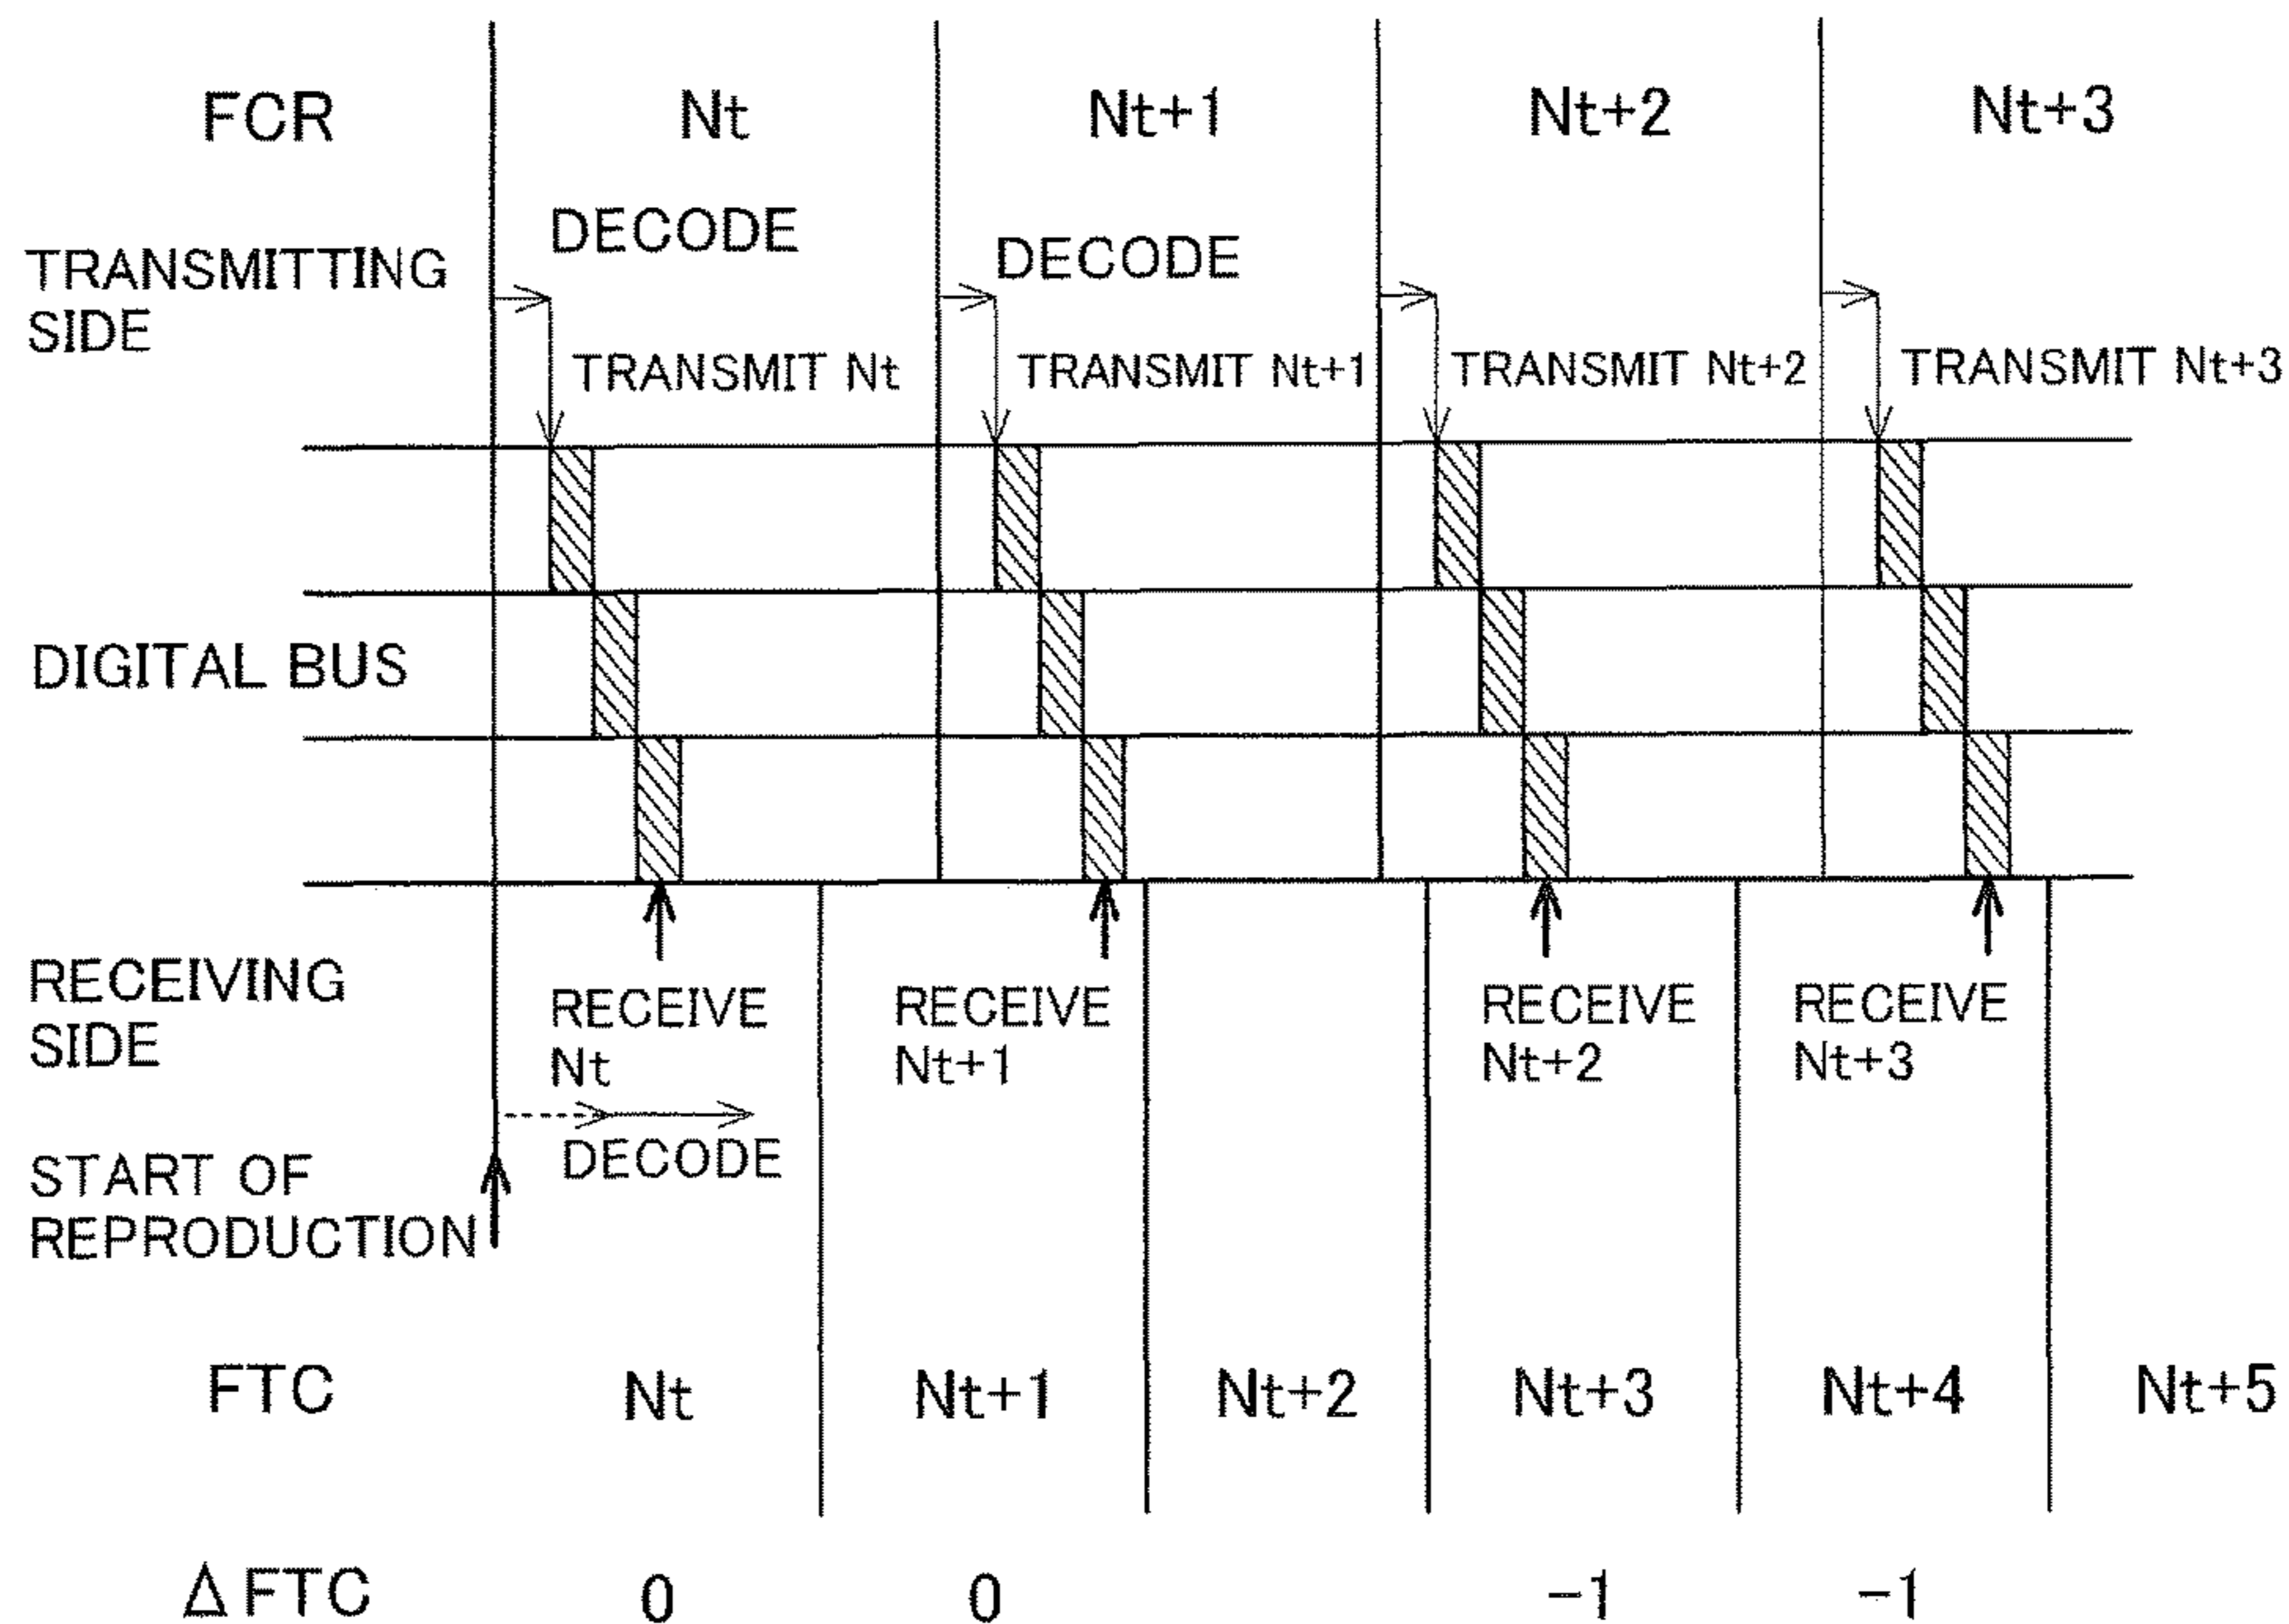 FCR Nt Nt+1 Nt+2 Nt+3
DECODE DECODE
TRANSMITTING
SIDE
TRANSMIT Nt TRANSMIT Nt+1 TRANSMIT Nt+2 TRANSMIT Nt+3
DIGITAL BUS
RECEIVING
SIDE
RECEIVE
Nt
RECEIVE
Nt+1
RECEIVE
Nt+2
RECEIVE
Nt+3
DECODE
START OF
REPRODUCTION
FTC Nt Nt+1 Nt+2 Nt+3 Nt+4 Nt+5
Δ FTC 0 0 −1 −1